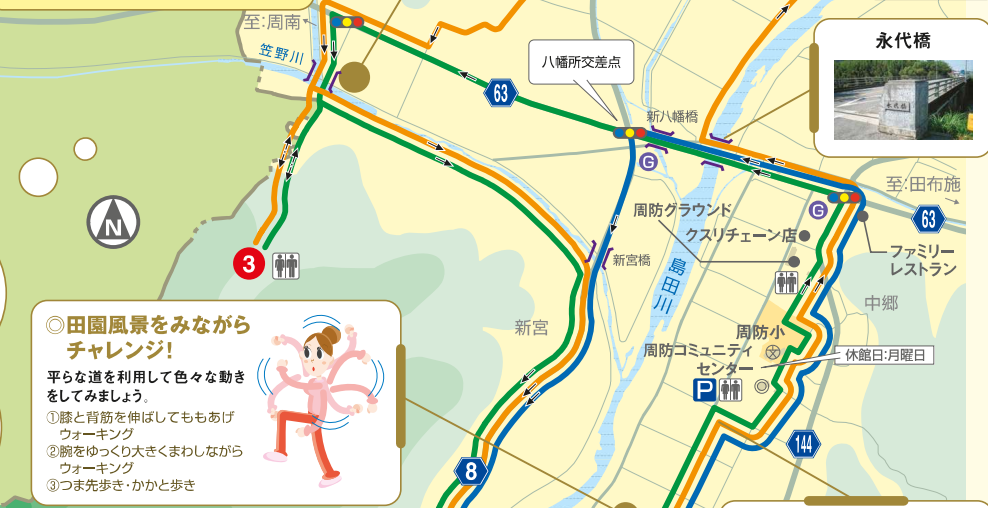 至:周南
笠野川
63
八幡所交差点
新八幡橋
G
永代橋
永代橋
至:田布施
63
G
周防グラウンド
クスリチェーン店
ファミリー
レストラン
N
3
新宮橋
島田川
中郷
新宮
周防小
周防コミュニティ
センター
休館日:月曜日
P
144
8
◎田園風景をみながら
チャレンジ！
平らな道を利用して色々な動き
をしてみましょう。
①膝と背筋を伸ばしてももあげ
ウォーキング
②腕をゆっくり大きくまわしながら
ウォーキング
③つま先歩き・かかと歩き